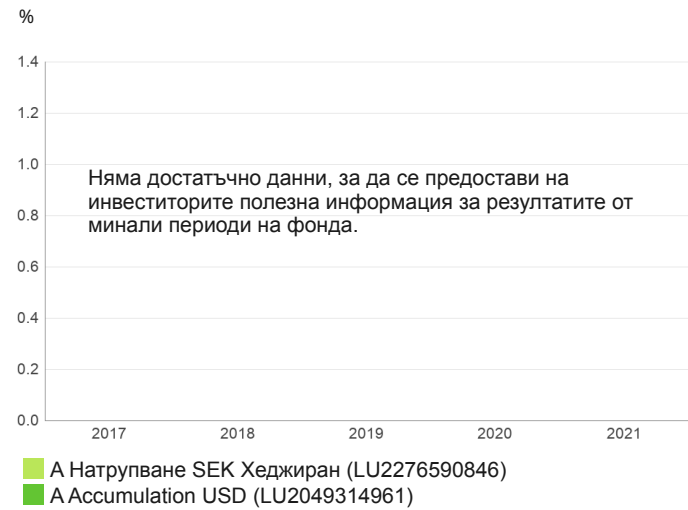 %
1.4
1.2
1.0
Няма достатъчно данни, за да се предостави на
инвеститорите полезна информация за резултатите от
0.8
минали периоди на фонда.
0.6
0.4
0.2
0.0
2017 2018 2019 2020 2021
A Натрупване SEK Хеджиран (LU2276590846)
A Accumulation USD (LU2049314961)